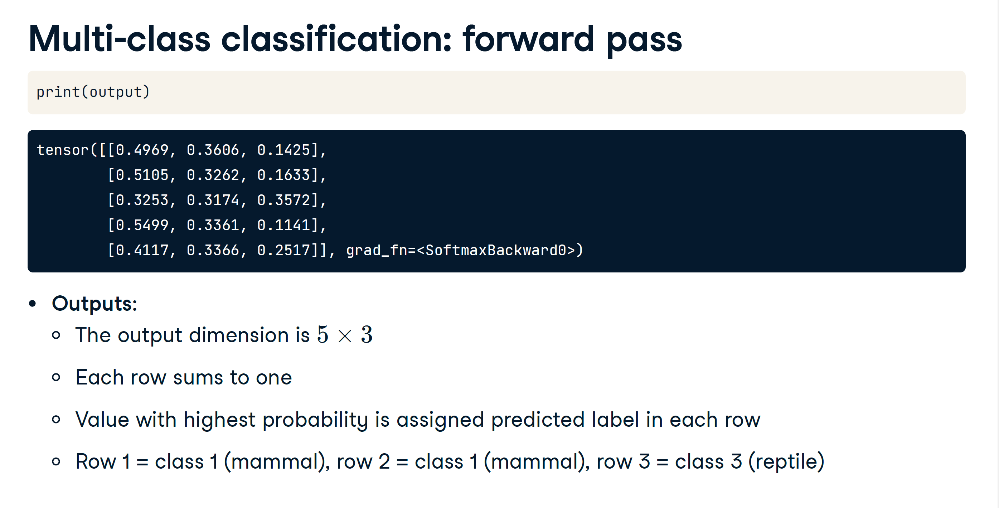 Multi-class classification: forward pass
print(output)
tensor([[0.4969, 0.3606, 0.1425],
[0.5105, 0.3262, 0.1633],
[0.3253, 0.3174, 0.3572],
[0.5499, 0.3361, 0.1141],
[0.4117, 0.3366, 0.2517]], grad_fn=<SoftmaxBackward0>)
• Outputs:
○ The output dimension is 5 × 3
○ Each row sums to one
○ Value with highest probability is assigned predicted label in each row
○ Row 1 = class 1 (mammal), row 2 = class 1 (mammal), row 3 = class 3 (reptile)